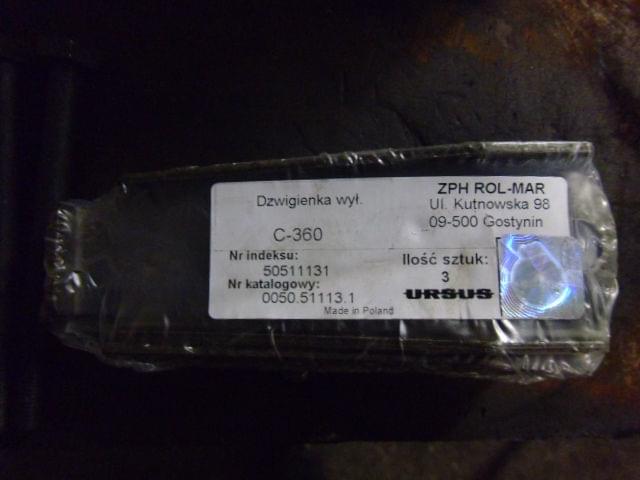 Dzwigienka wył.
C-360
Nr indeksu:
50511131
Nr katalogowy:
0050.51113.1
ZPH ROL-MAR
Ul. Kutnowska 98
09-500 Gostynin
Ilość sztuk:
3
URSUS
Made in Poland